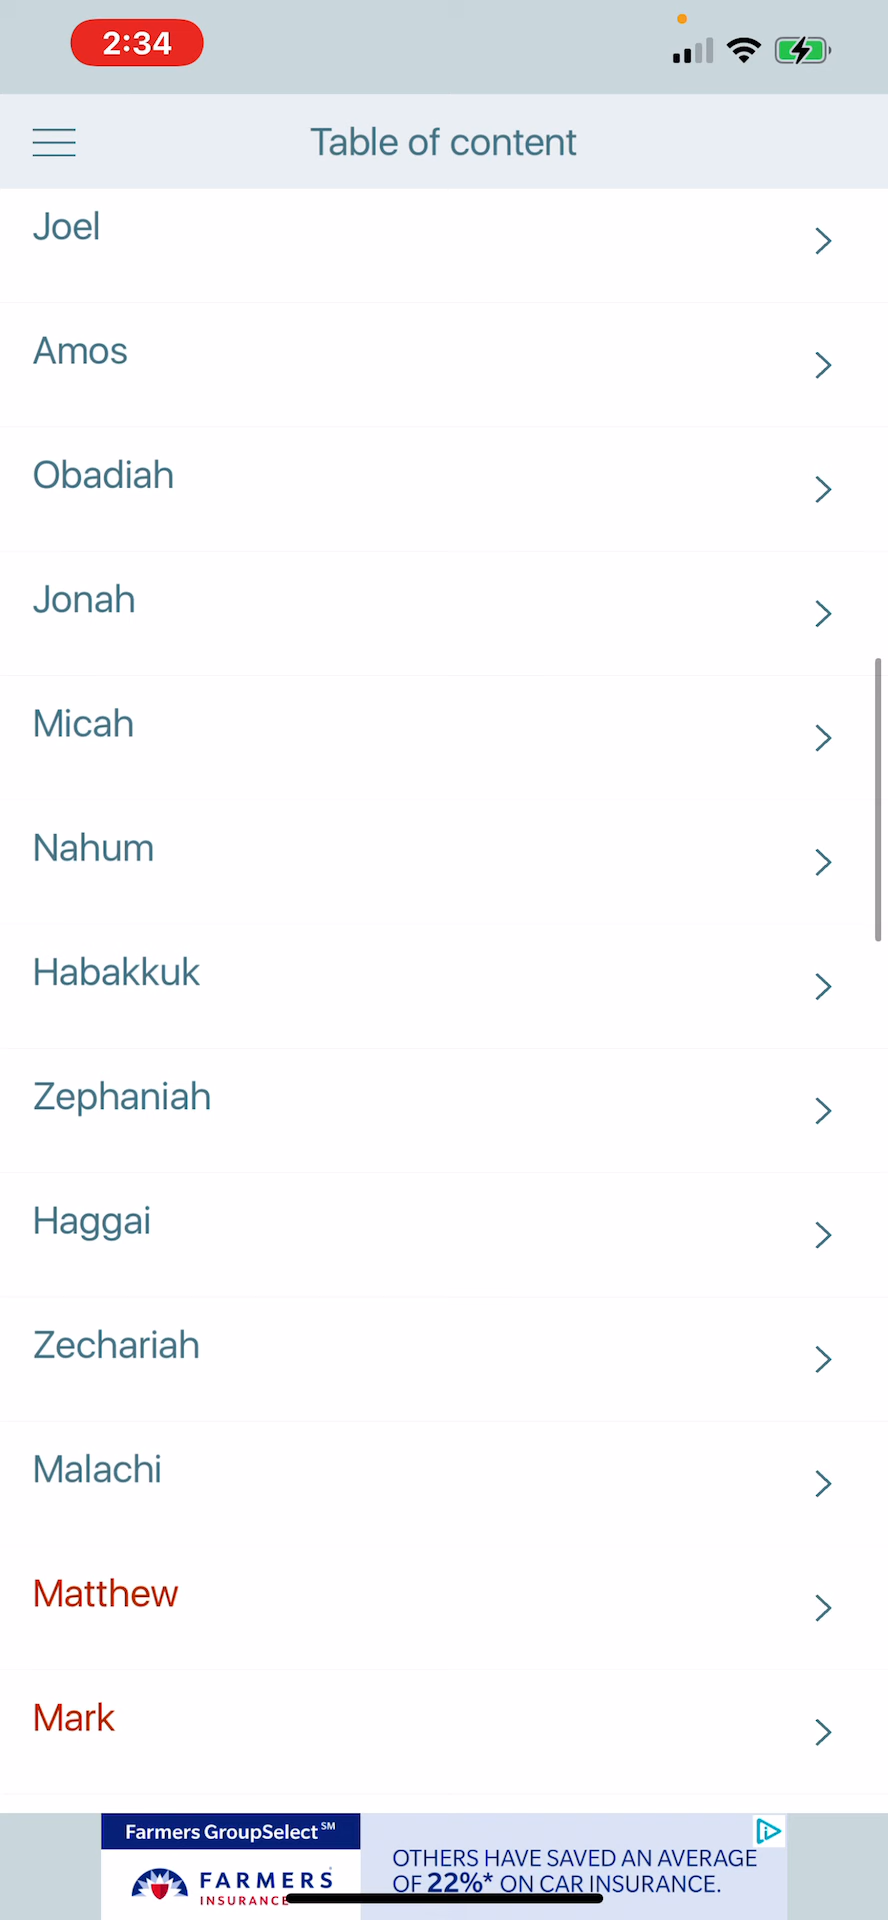 2:34
Table of content
Joel
Amos
Obadiah
Jonah
Micah
Nahum
Habakkuk
Zephaniah
Haggai
Zechariah
Malachi
Matthew
Mark
Farmers GroupSelect℠
FARMERS
INSURANCE
OTHERS HAVE SAVED AN AVERAGE
OF 22%* ON CAR INSURANCE.